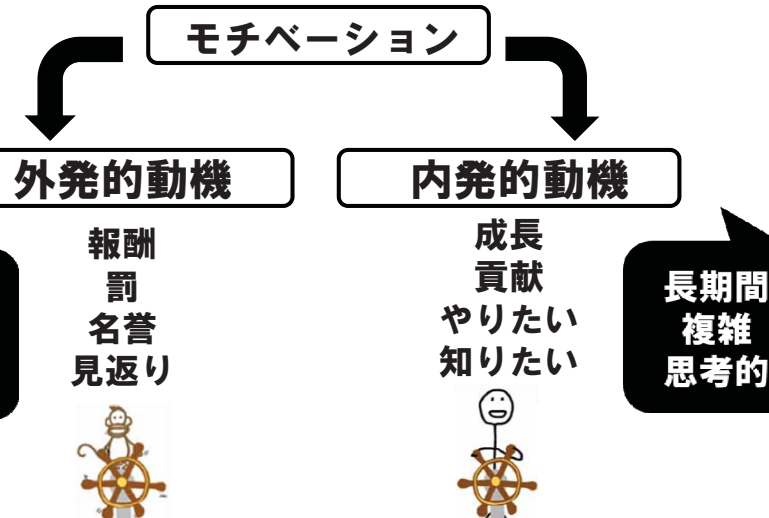 モチベーション
外発的動機
内発的動機
報酬
罰
名誉
見返り
成長
貢献
やりたい
知りたい
長期間
複雑
思考的